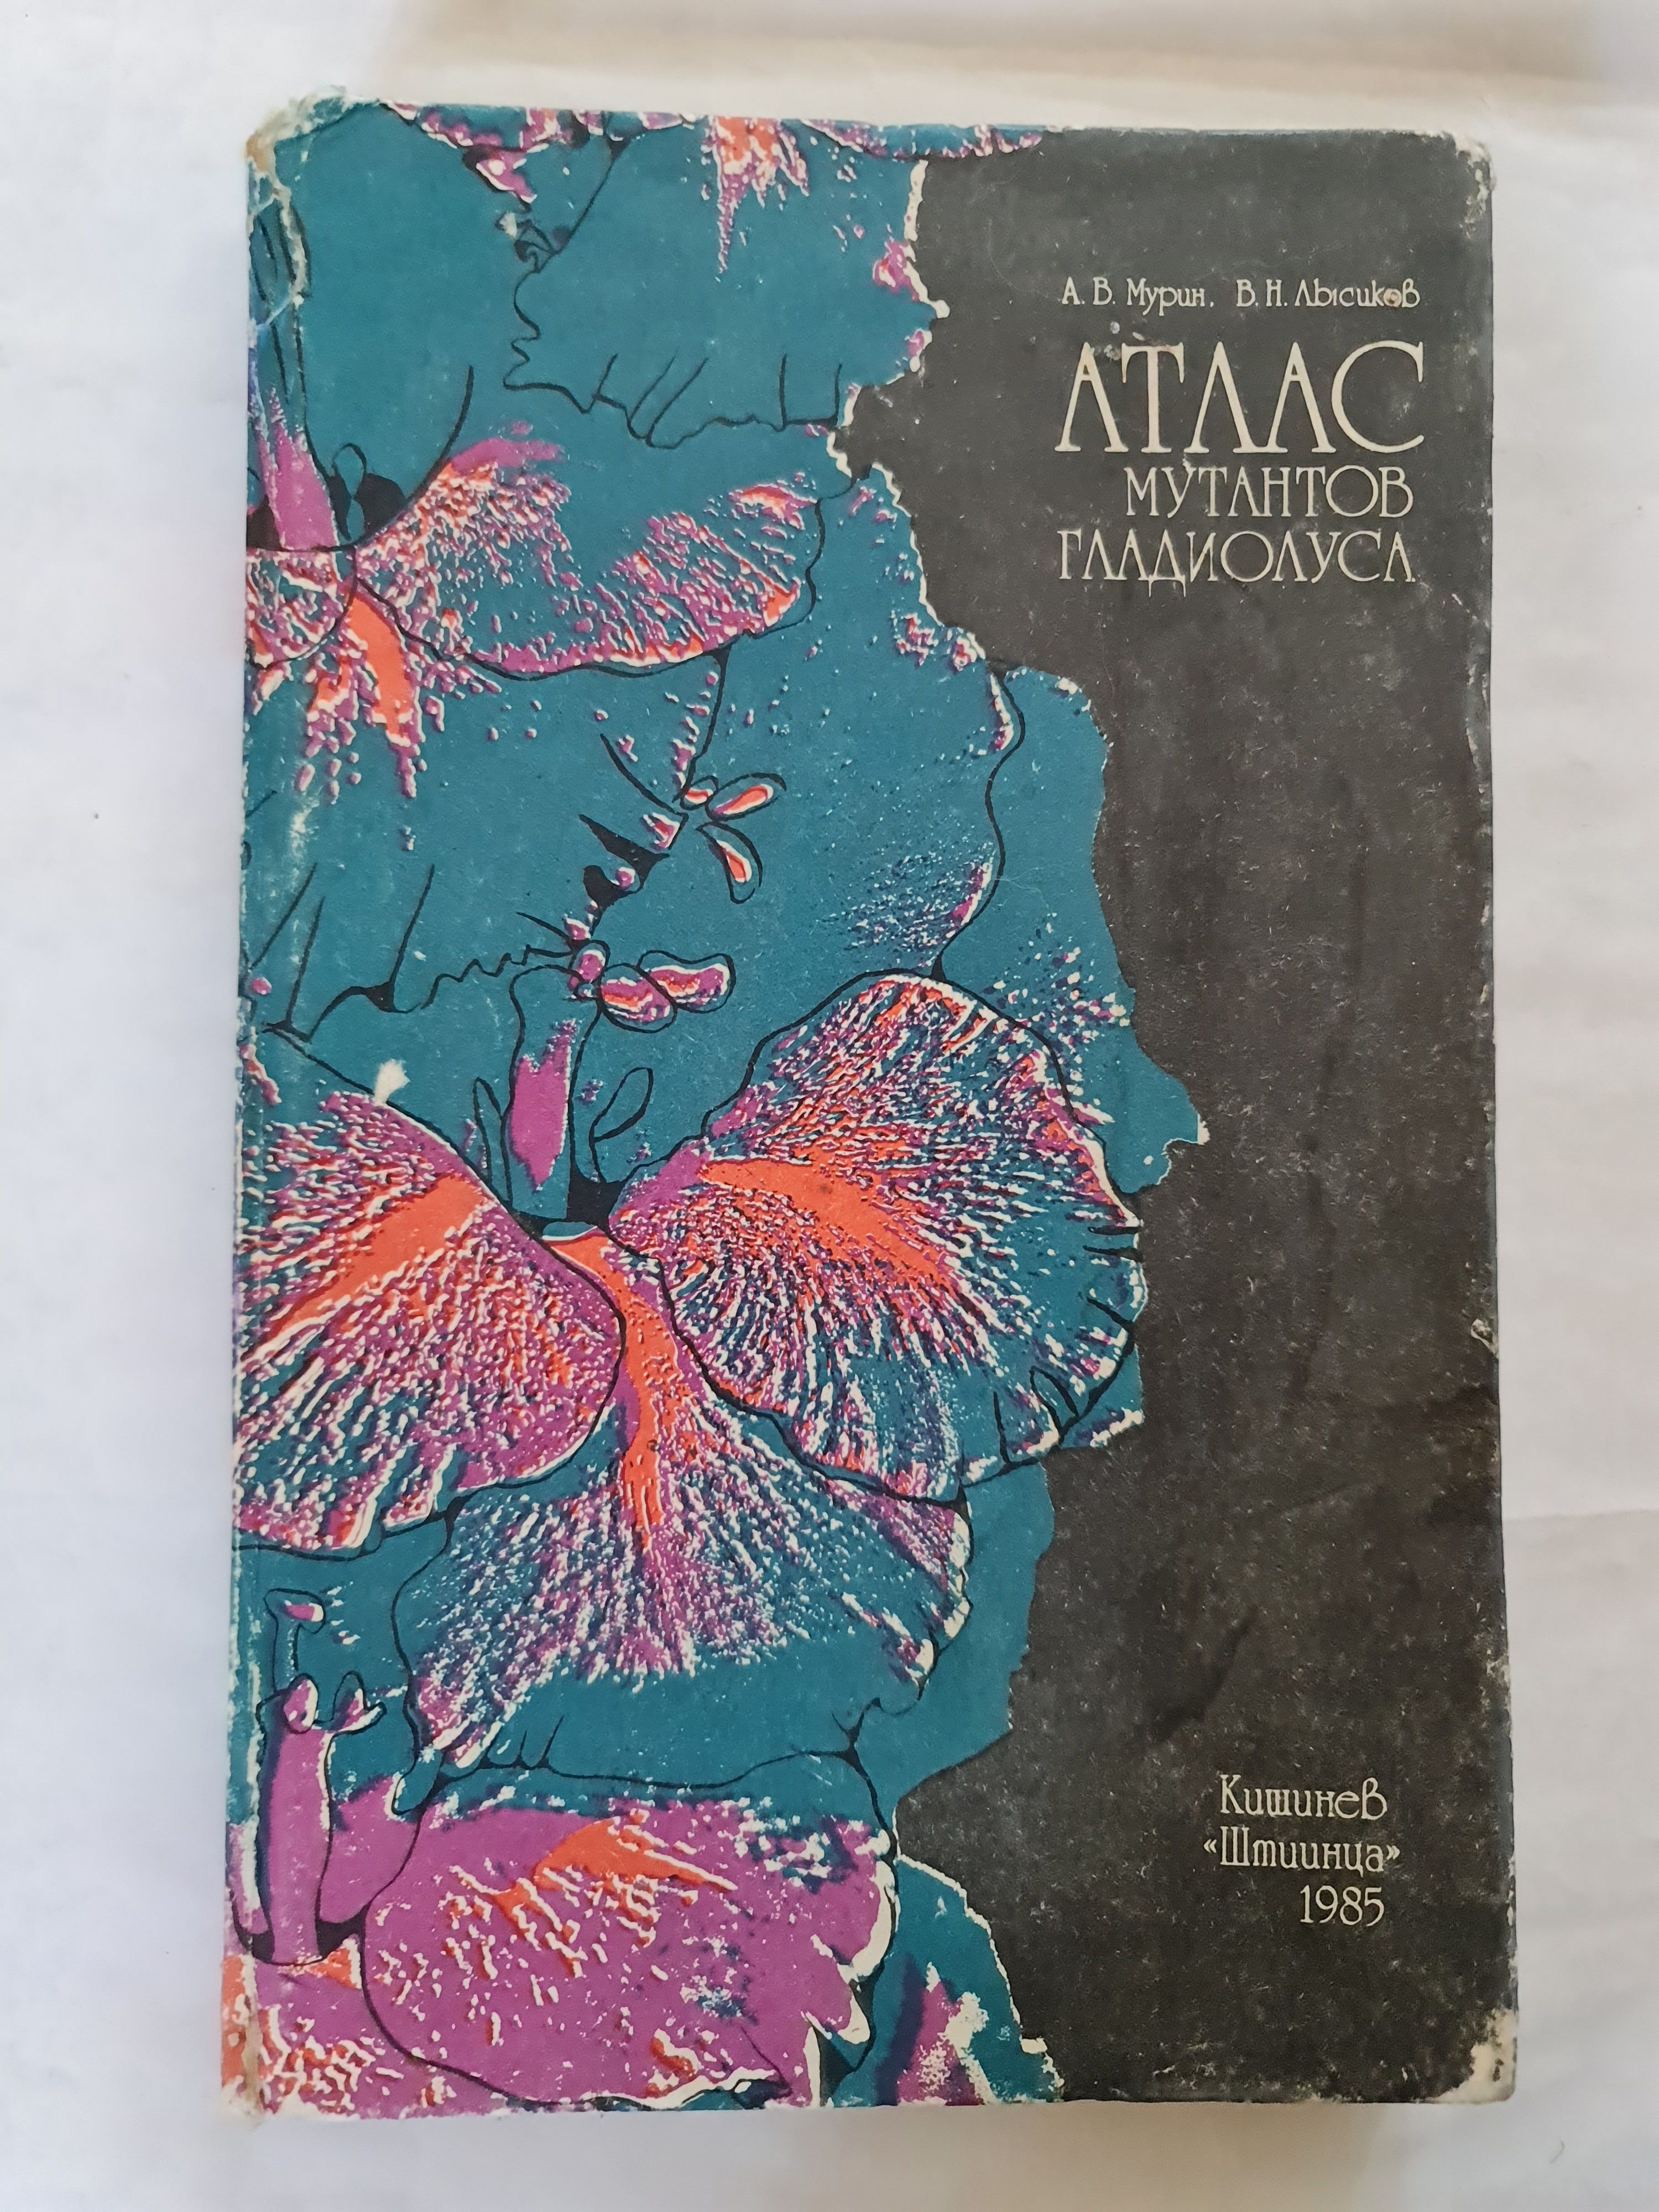 А. В. Мурин, В. Н. Лысиков
АТЛАС
МУТАНТОВ
ГЛАДИОЛУСА
Кишинев
«Штиинца»
1985